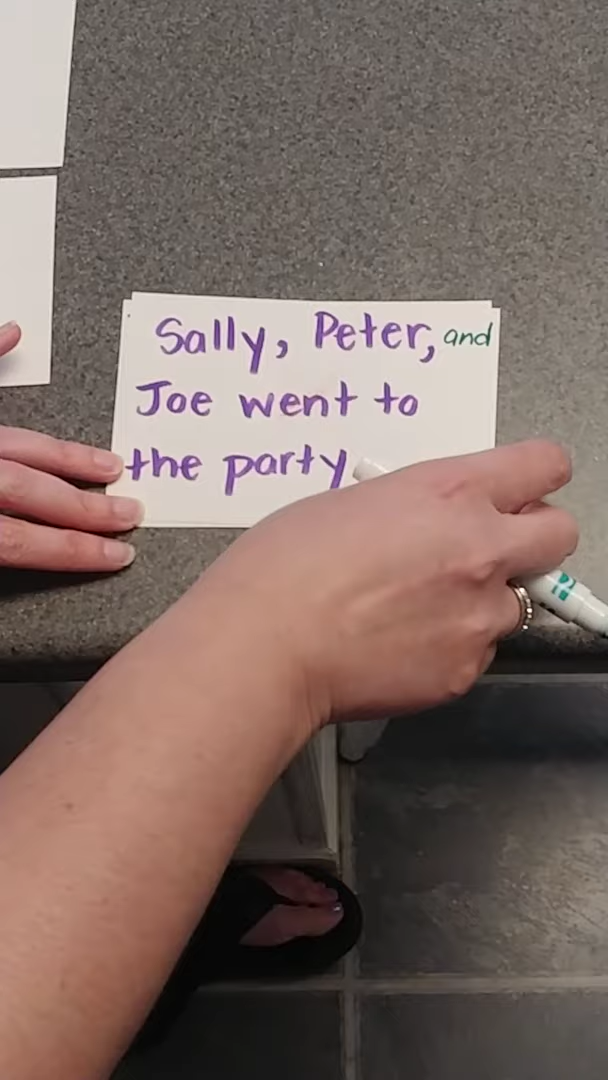 Sally, Peter, and
Joe went to
the party